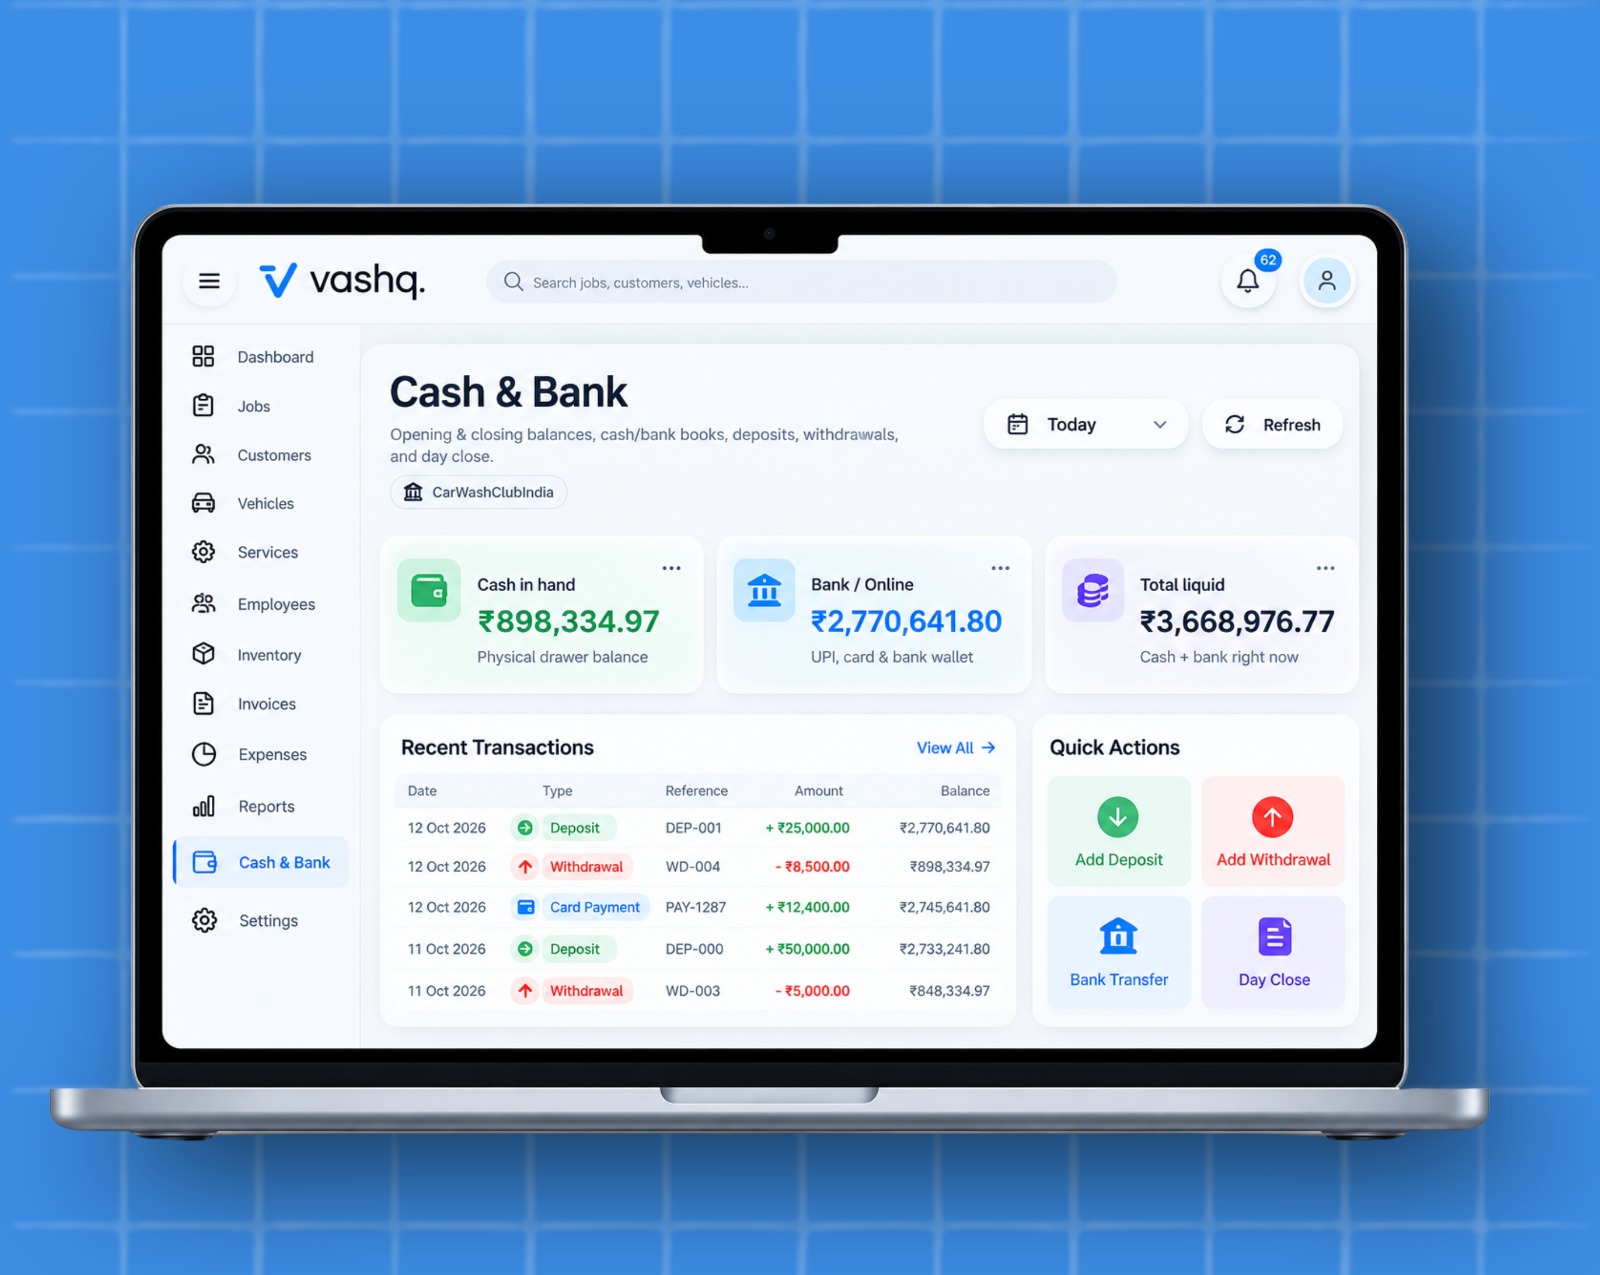 vashq.
Search jobs, customers, vehicles...
62
Dashboard
Jobs
Customers
Vehicles
Services
Employees
Inventory
Invoices
Expenses
Reports
Cash & Bank
Settings
Cash & Bank
Opening & closing balances, cash/bank books, deposits, withdrawals,
and day close.
CarWashClubIndia
Today
Refresh
Cash in hand
₹898,334.97
Physical drawer balance
Bank / Online
₹2,770,641.80
UPI, card & bank wallet
Total liquid
₹3,668,976.77
Cash + bank right now
Recent Transactions
View All
Date Type Reference Amount Balance
12 Oct 2026 Deposit DEP-001 + ₹25,000.00 ₹2,770,641.80
12 Oct 2026 Withdrawal WD-004 - ₹8,500.00 ₹898,334.97
12 Oct 2026 Card Payment PAY-1287 + ₹12,400.00 ₹2,745,641.80
11 Oct 2026 Deposit DEP-000 + ₹50,000.00 ₹2,733,241.80
11 Oct 2026 Withdrawal WD-003 - ₹5,000.00 ₹848,334.97
Quick Actions
Add Deposit
Add Withdrawal
Bank Transfer
Day Close